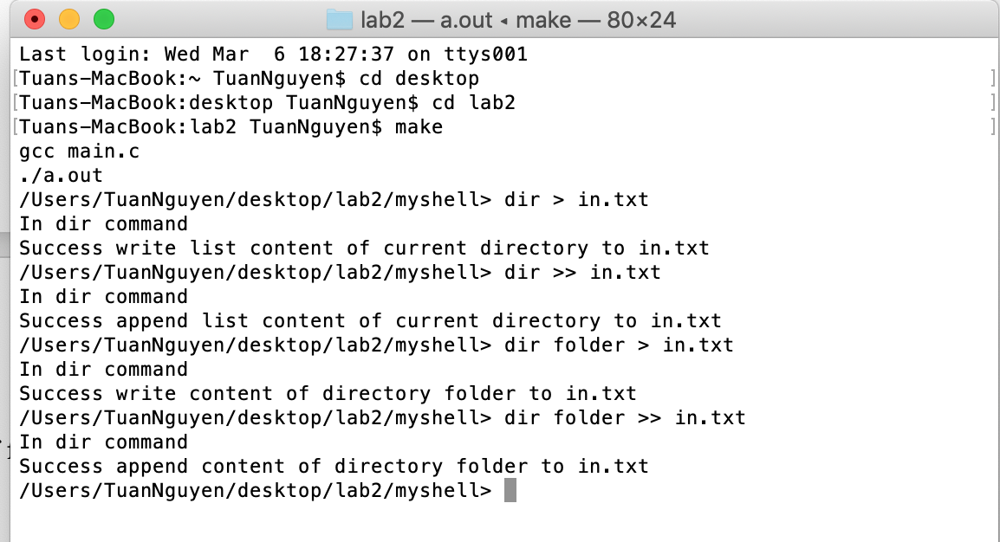 lab2 — a.out ◂ make — 80×24
Last login: Wed Mar  6 18:27:37 on ttys001
[Tuans-MacBook:~ TuanNguyen$ cd desktop ]
[Tuans-MacBook:desktop TuanNguyen$ cd lab2 ]
[Tuans-MacBook:lab2 TuanNguyen$ make ]
gcc main.c
./a.out
/Users/TuanNguyen/desktop/lab2/myshell> dir > in.txt
In dir command
Success write list content of current directory to in.txt
/Users/TuanNguyen/desktop/lab2/myshell> dir >> in.txt
In dir command
Success append list content of current directory to in.txt
/Users/TuanNguyen/desktop/lab2/myshell> dir folder > in.txt
In dir command
Success write content of directory folder to in.txt
/Users/TuanNguyen/desktop/lab2/myshell> dir folder >> in.txt
In dir command
Success append content of directory folder to in.txt
/Users/TuanNguyen/desktop/lab2/myshell>